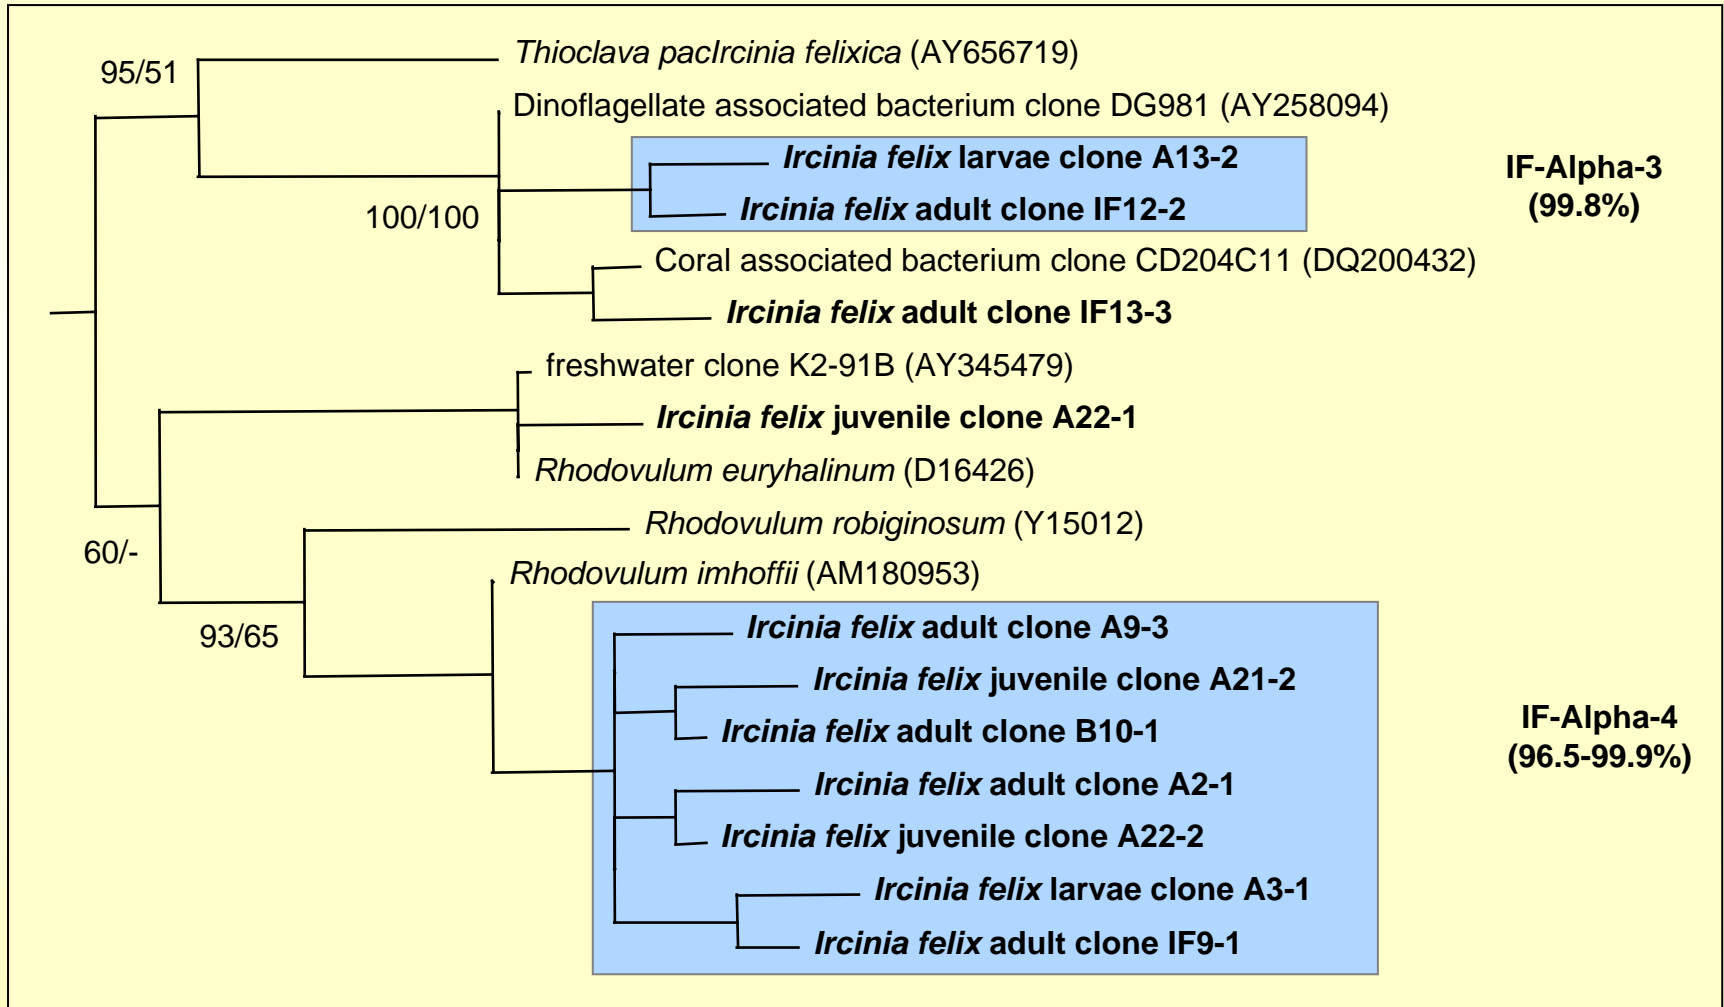 Thioclava pacIrcinia felixica (AY656719)
95/51
Dinoflagellate associated bacterium clone DG981 (AY258094)
Ircinia felix larvae clone A13-2
IF-Alpha-3
(99.8%)
Ircinia felix adult clone IF12-2
100/100
Coral associated bacterium clone CD204C11 (DQ200432)
Ircinia felix adult clone IF13-3
freshwater clone K2-91B (AY345479)
Ircinia felix juvenile clone A22-1
Rhodovulum euryhalinum (D16426)
Rhodovulum robiginosum (Y15012)
60/-
Rhodovulum imhoffii (AM180953)
Ircinia felix adult clone A9-3
93/65
Ircinia felix juvenile clone A21-2
Ircinia felix adult clone B10-1
IF-Alpha-4
(96.5-99.9%)
Ircinia felix adult clone A2-1
Ircinia felix juvenile clone A22-2
Ircinia felix larvae clone A3-1
Ircinia felix adult clone IF9-1